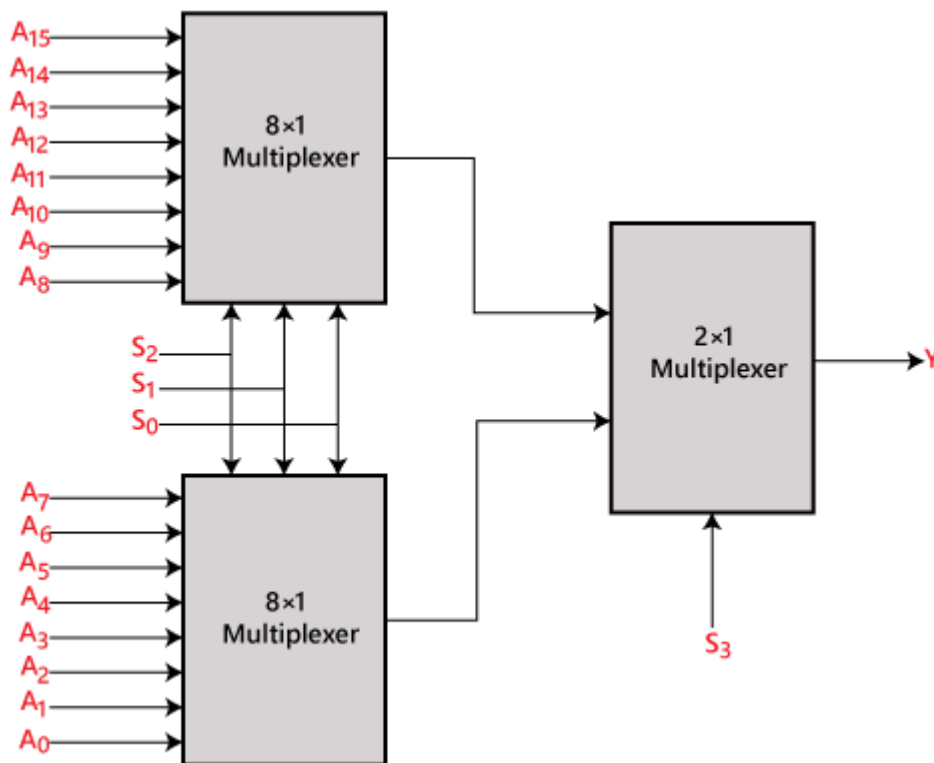 A15
A14
A13
A12
A11
A10
A9
A8
8×1
Multiplexer
S2
S1
S0
2×1
Multiplexer
Y
A7
A6
A5
A4
A3
A2
A1
A0
8×1
Multiplexer
S3